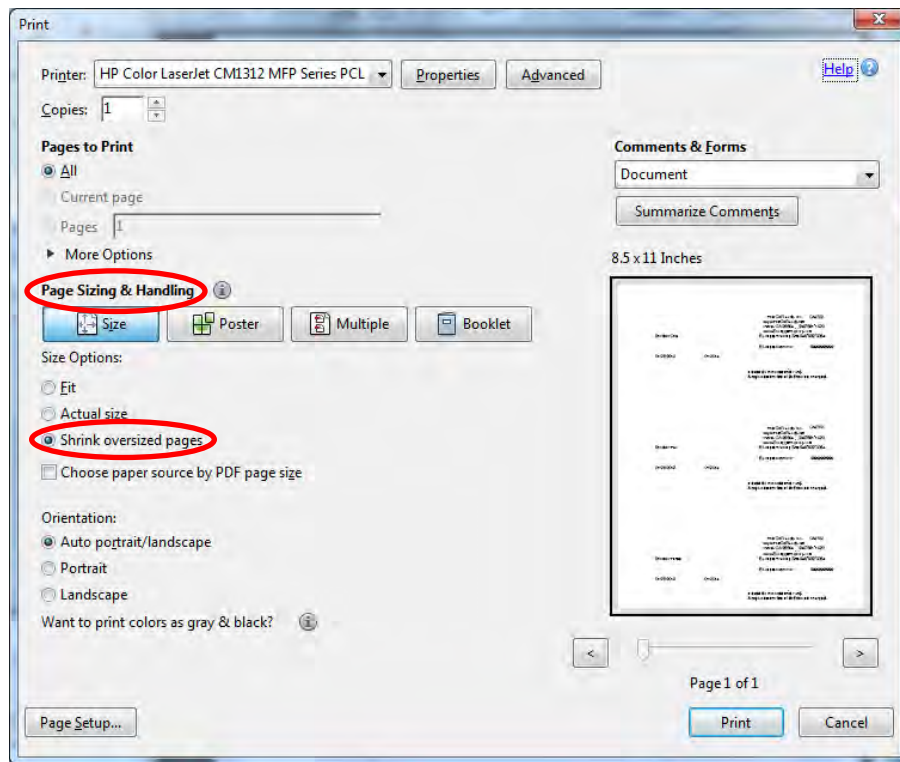 Print
Printer: HP Color LaserJet CM1312 MFP Series PCL Properties Advanced Help
Copies: 1
Pages to Print
All
Current page
Pages 1
More Options
Comments & Forms
Document
Summarize Comments
8.5 x 11 Inches
Page Sizing & Handling
Size Poster Multiple Booklet
Size Options:
Fit
Actual size
Shrink oversized pages
Choose paper source by PDF page size
Orientation:
Auto portrait/landscape
Portrait
Landscape
Want to print colors as gray & black?
< >
Page 1 of 1
Page Setup... Print Cancel